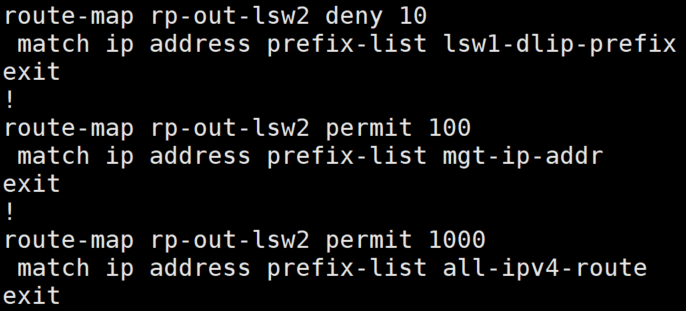 route-map rp-out-lsw2 deny 10
 match ip address prefix-list lsw1-dlip-prefix
exit
!
route-map rp-out-lsw2 permit 100
 match ip address prefix-list mgt-ip-addr
exit
!
route-map rp-out-lsw2 permit 1000
 match ip address prefix-list all-ipv4-route
exit